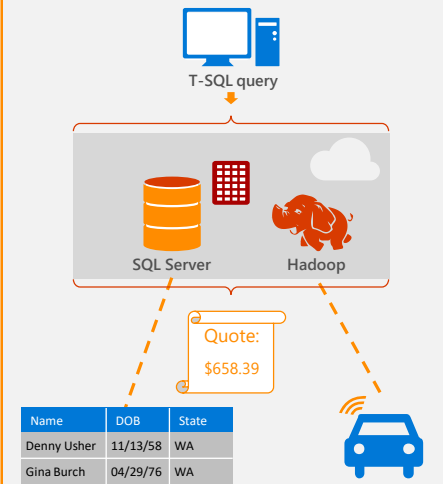 T-SQL query
SQL Server
Hadoop
Quote:
$658.39
Name DOB State
Denny Usher 11/13/58 WA
Gina Burch 04/29/76 WA